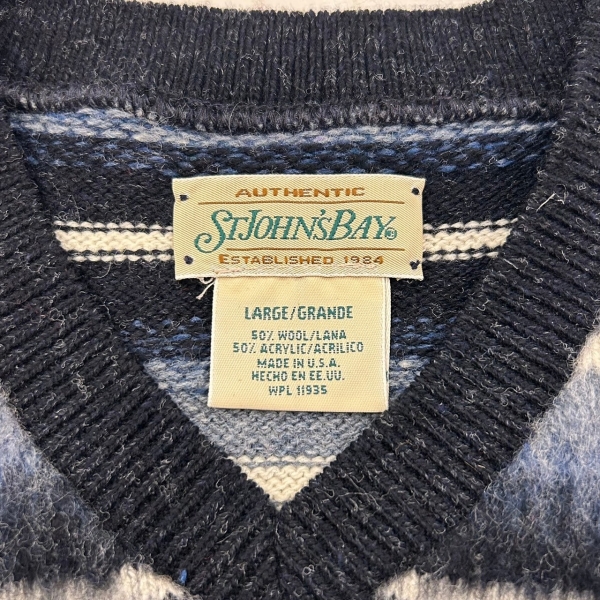 AUTHENTIC
ST JOHN'S BAY®
ESTABLISHED 1984
LARGE/GRANDE
50% WOOL/LANA
50% ACRYLIC/ACRILICO
MADE IN U.S.A.
HECHO EN EE.UU.
WPL 11935